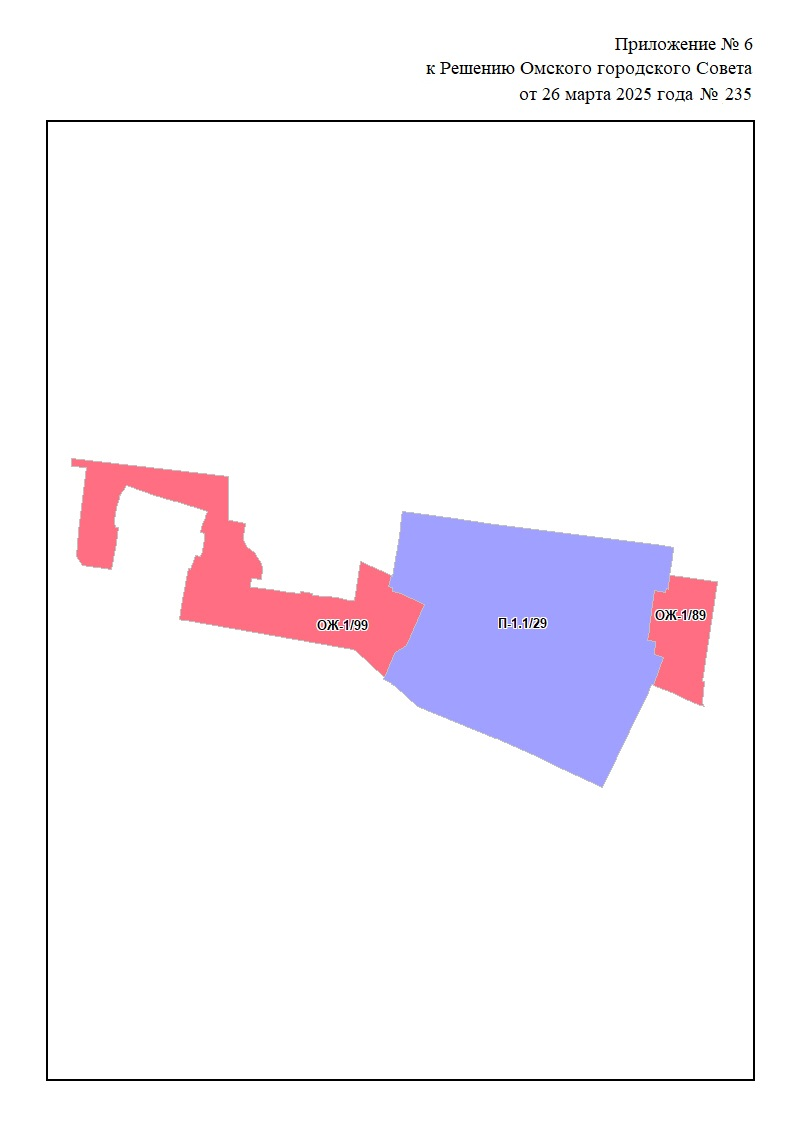 Приложение № 6
к Решению Омского городского Совета
от 26 марта 2025 года № 235
ОЖ-1/99
П-1.1/29
ОЖ-1/89